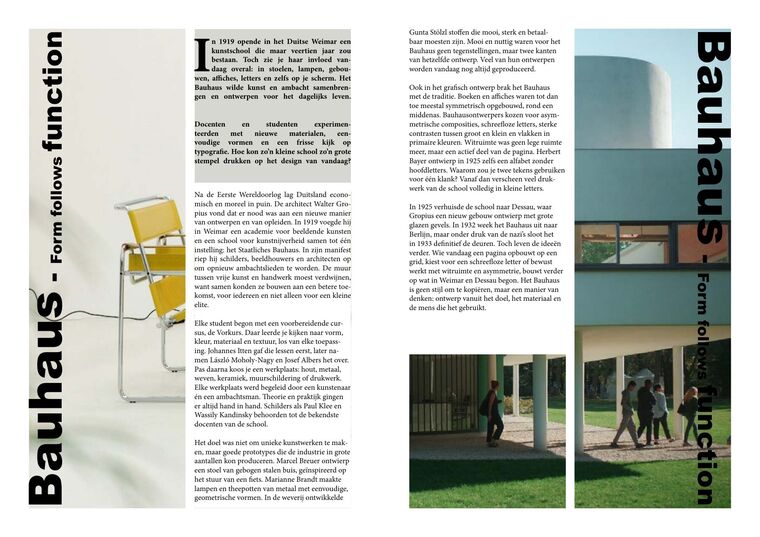 Bauhaus - Form follows function
In 1919 opende in het Duitse Weimar een
kunstschool die maar veertien jaar zou
bestaan. Toch zie je haar invloed van-
daag overal: in stoelen, lampen, gebou-
wen, affiches, letters en zelfs op je scherm. Het
Bauhaus wilde kunst en ambacht samenbren-
gen en ontwerpen voor het dagelijks leven.
Docenten en studenten experimen-
teerden met nieuwe materialen, een-
voudige vormen en een frisse kijk op
typografie. Hoe kon zo'n kleine school zo'n grote
stempel drukken op het design van vandaag?
Na de Eerste Wereldoorlog lag Duitsland econo-
misch en moreel in puin. De architect Walter Gro-
pius vond dat er nood was aan een nieuwe manier
van ontwerpen en van opleiden. In 1919 voegde hij
in Weimar een academie voor beeldende kunsten
en een school voor kunstnijverheid samen tot één
instelling: het Staatliches Bauhaus. In zijn manifest
riep hij schilders, beeldhouwers en architecten op
om opnieuw ambachtslieden te worden. De muur
tussen vrije kunst en handwerk moest verdwijnen,
want samen konden ze bouwen aan een betere toe-
komst, voor iedereen en niet alleen voor een kleine
elite.
Elke student begon met een voorbereidende cur-
sus, de Vorkurs. Daar leerde je kijken naar vorm,
kleur, materiaal en textuur, los van elke toepass-
ing. Johannes Itten gaf die lessen eerst, later na-
men László Moholy-Nagy en Josef Albers het over.
Pas daarna koos je een werkplaats: hout, metaal,
weven, keramiek, muurschildering of drukwerk.
Elke werkplaats werd begeleid door een kunstenaar
én een ambachtsman. Theorie en praktijk gingen
er altijd hand in hand. Schilders als Paul Klee en
Wassily Kandinsky behoorden tot de bekendste
docenten van de school.
Het doel was niet om unieke kunstwerken te mak-
en, maar goede prototypes die de industrie in grote
aantallen kon produceren. Marcel Breuer ontwierp
een stoel van gebogen stalen buis, geïnspireerd op
het stuur van een fiets. Marianne Brandt maakte
lampen en theepotten van metaal met eenvoudige,
geometrische vormen. In de weverij ontwikkelde
Gunta Stölzl stoffen die mooi, sterk en betaal-
baar moesten zijn. Mooi en nuttig waren voor het
Bauhaus geen tegenstellingen, maar twee kanten
van hetzelfde ontwerp. Veel van hun ontwerpen
worden vandaag nog altijd geproduceerd.
Ook in het grafisch ontwerp brak het Bauhaus
met de traditie. Boeken en affiches waren tot dan
toe meestal symmetrisch opgebouwd, rond een
middenas. Bauhausontwerpers kozen voor asym-
metrische composities, schreefloze letters, sterke
contrasten tussen groot en klein en vlakken in
primaire kleuren. Witruimte was geen lege ruimte
meer, maar een actief deel van de pagina. Herbert
Bayer ontwierp in 1925 zelfs een alfabet zonder
hoofdletters. Waarom zou je twee tekens gebruiken
voor één klank? Vanaf dan verscheen veel druk-
werk van de school volledig in kleine letters.
In 1925 verhuisde de school naar Dessau, waar
Gropius een nieuw gebouw ontwierp met grote
glazen gevels. In 1932 week het Bauhaus uit naar
Berlijn, maar onder druk van de nazi's sloot het
in 1933 definitief de deuren. Toch leven de ideeën
verder. Wie vandaag een pagina opbouwt op een
grid, kiest voor een schreefloze letter of bewust
werkt met witruimte en asymmetrie, bouwt verder
op wat in Weimar en Dessau begon. Het Bauhaus
is geen stijl om te kopiëren, maar een manier van
denken: ontwerp vanuit het doel, het materiaal en
de mens die het gebruikt.
Bauhaus - Form follows function